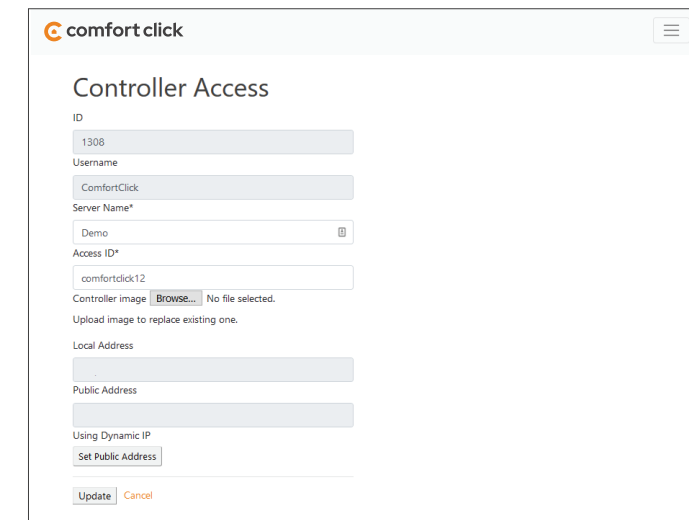 comfort click
Controller Access
ID
1308
Username
ComfortClick
Server Name*
Demo
Access ID*
comfortclick12
Controller image Browse... No file selected.
Upload image to replace existing one.
Local Address
Public Address
Using Dynamic IP
Set Public Address
Update Cancel